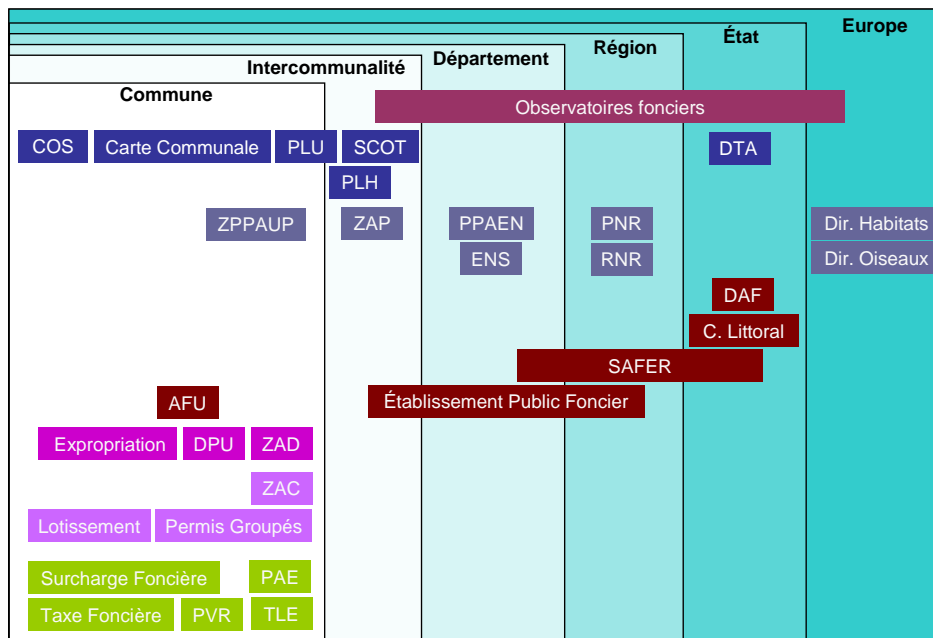 Europe
État
Région
Département
Intercommunalité
Commune
Observatoires fonciers
COS Carte Communale PLU SCOT DTA
PLH
ZPPAUP ZAP PPAEN PNR Dir. Habitats
ENS RNR Dir. Oiseaux
DAF
C. Littoral
SAFER
AFU Établissement Public Foncier
Expropriation DPU ZAD
ZAC
Lotissement Permis Groupés
Surcharge Foncière PAE
Taxe Foncière PVR TLE